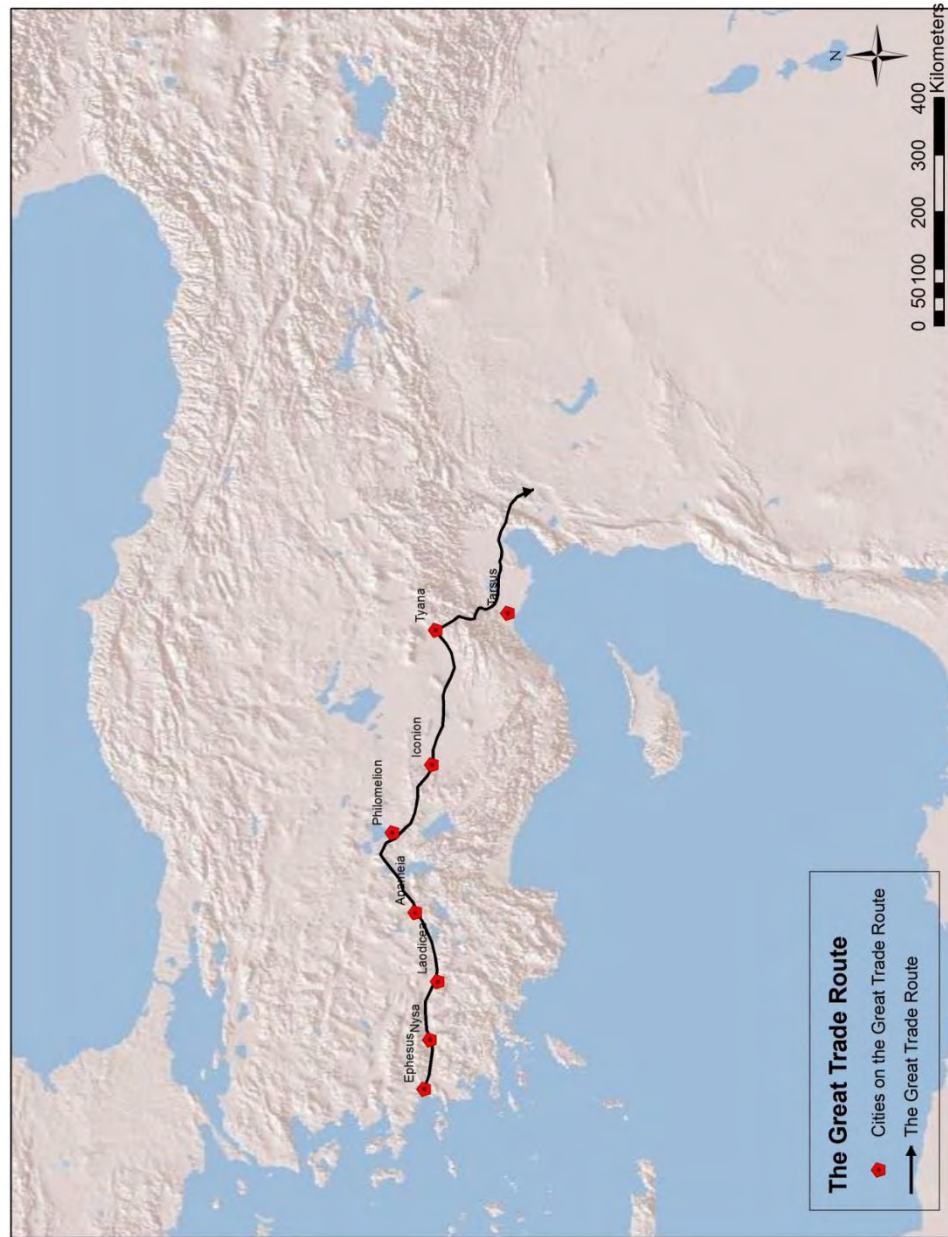 N
Tyana
Tarsus
Philomelion
Iconion
Apameia
Laodicea
Nysa
Ephesus
The Great Trade Route
Cities on the Great Trade Route
The Great Trade Route
0 50 100 200 300 400
Kilometers